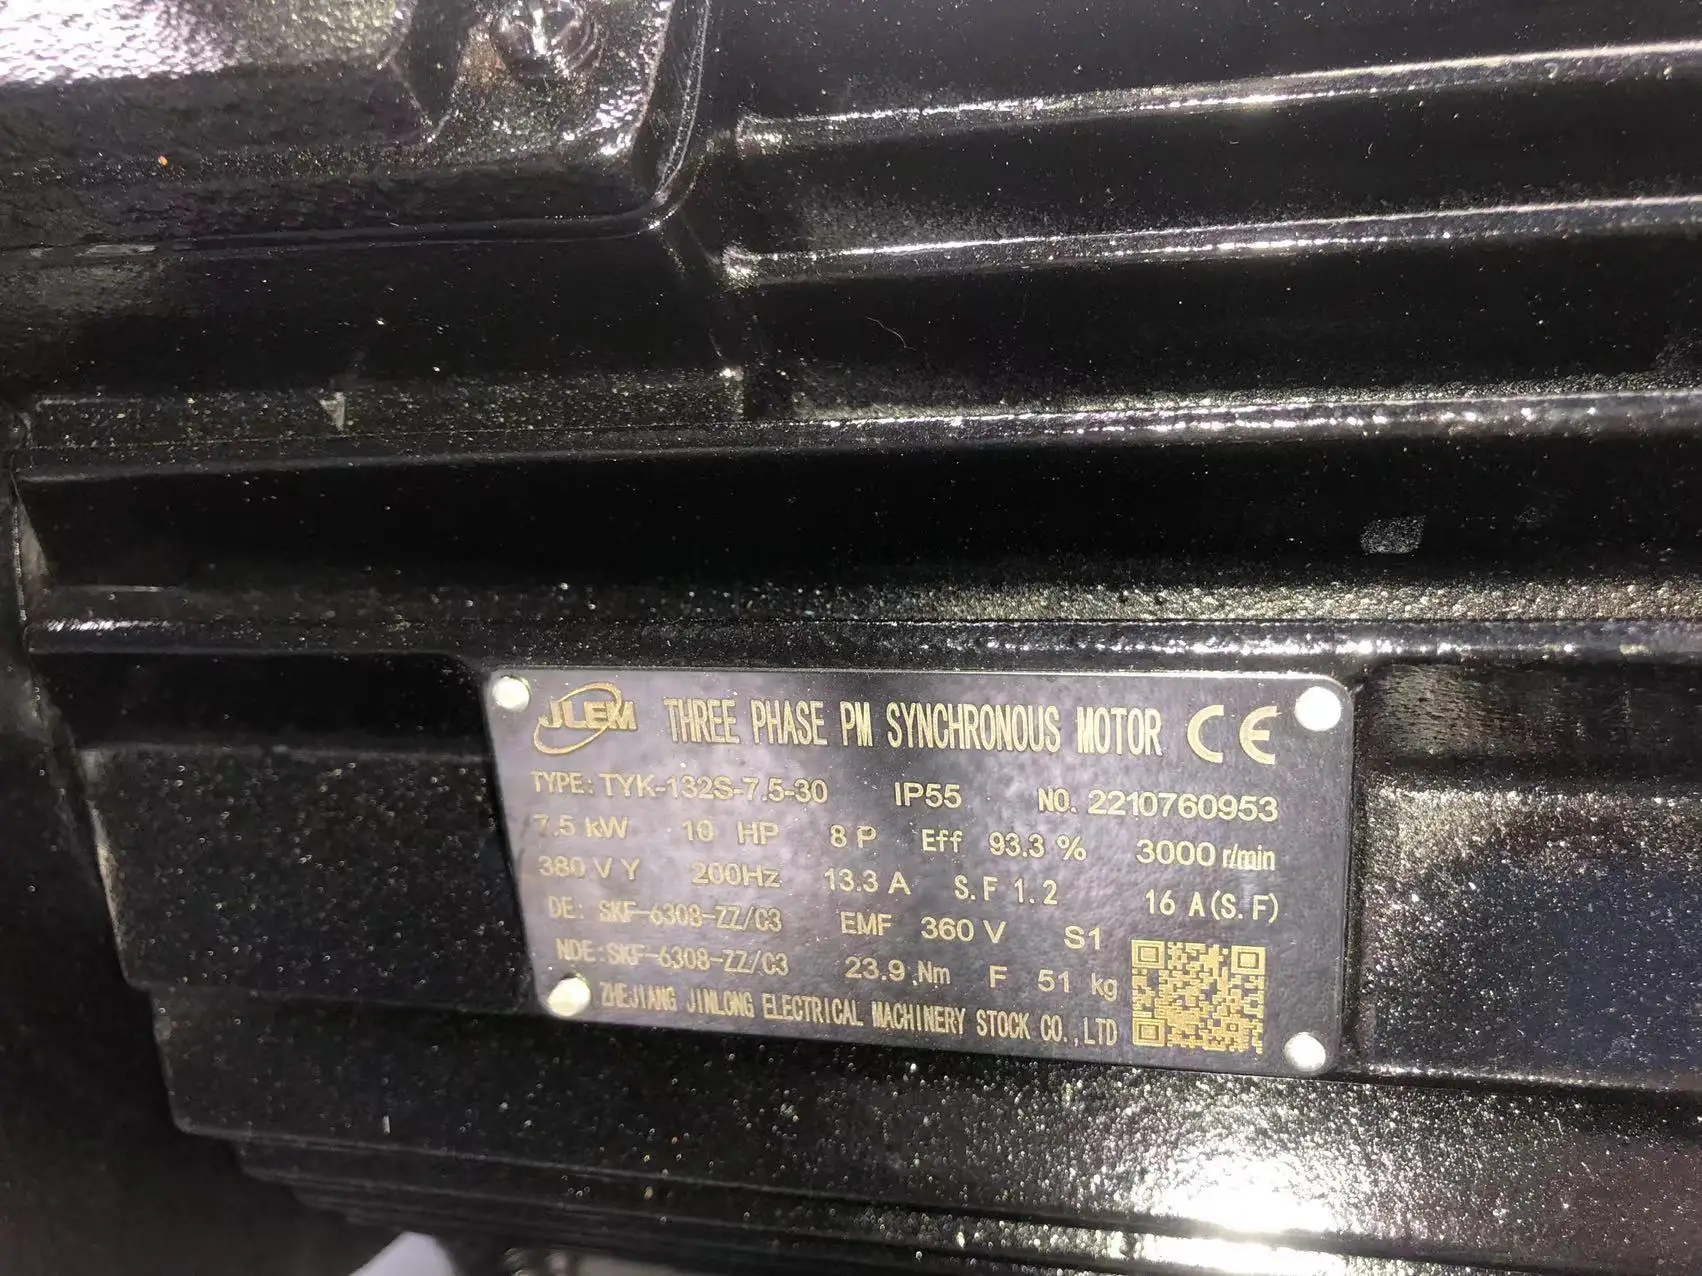 JLEM THREE PHASE PM SYNCHRONOUS MOTOR CE
TYPE: TYK-132S-7.5-30 IP55 NO. 2210760953
7.5 kW 10 HP 8 P Eff 93.3 % 3000 r/min
380 V Y 200Hz 13.3 A S.F 1.2 16 A(S.F)
DE: SKF-6308-ZZ/C3 EMF 360 V S1
NDE: SKF-6308-ZZ/C3 23.9 Nm F 51 kg
ZHEJIANG JINLONG ELECTRICAL MACHINERY STOCK CO.,LTD